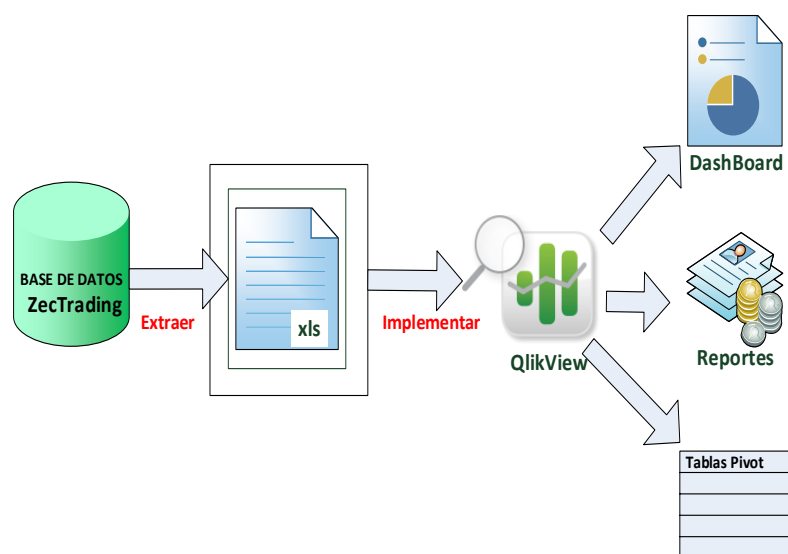 BASE DE DATOS
ZecTrading
Extraer
xls
Implementar
QlikView
DashBoard
Reportes
Tablas Pivot